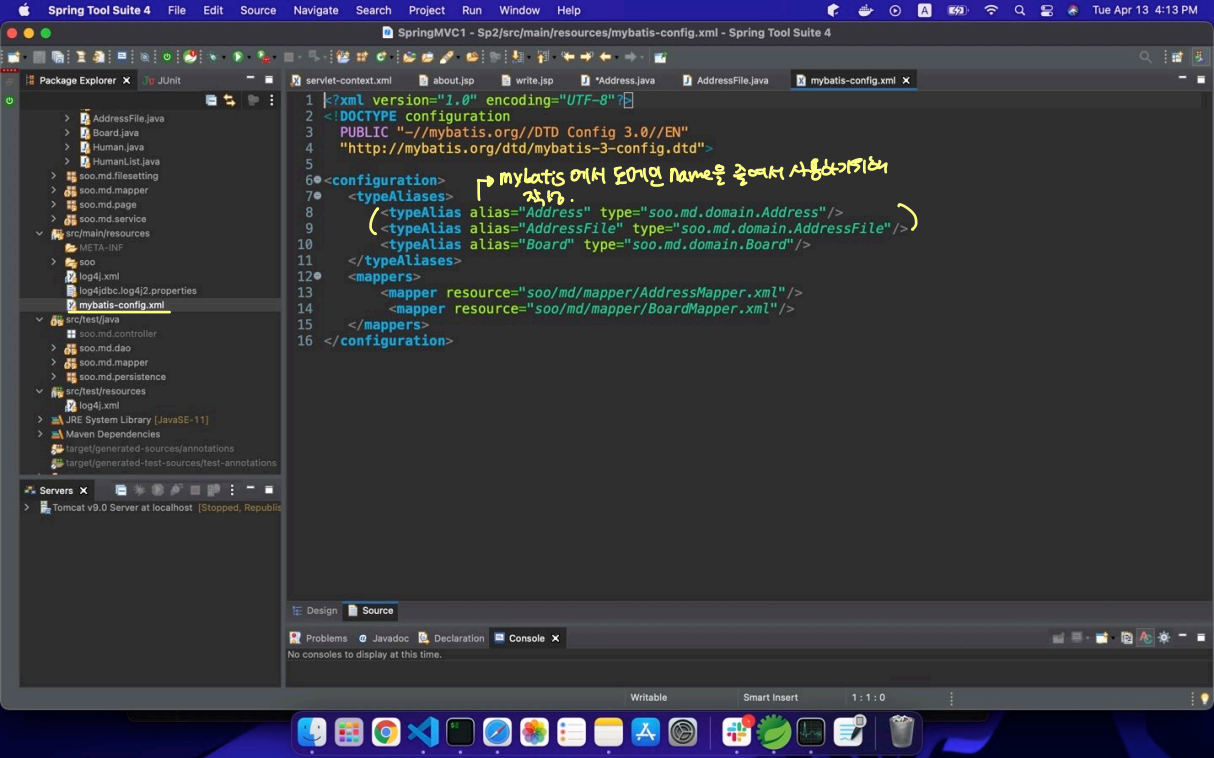 Spring Tool Suite 4 File Edit Source Navigate Search Project Run Window Help A Tue Apr 13 4:13 PM
SpringMVC1 - Sp2/src/main/resources/mybatis-config.xml - Spring Tool Suite 4
Package Explorer JUnit
AddressFile.java
Board.java
Human.java
HumanList.java
soo.md.filesetting
soo.md.mapper
soo.md.page
soo.md.service
src/main/resources
META-INF
soo
log4j.xml
log4jdbc.log4j2.properties
mybatis-config.xml
src/test/java
soo.md.controller
soo.md.dao
soo.md.mapper
soo.md.persistence
src/test/resources
log4j.xml
JRE System Library [JavaSE-11]
Maven Dependencies
target/generated-sources/annotations
target/generated-test-sources/test-annotations
Servers
Tomcat v9.0 Server at localhost [Stopped, Republis
servlet-context.xml about.jsp write.jsp *Address.java AddressFile.java mybatis-config.xml
1 <?xml version="1.0" encoding="UTF-8"?>
2 <!DOCTYPE configuration
3 PUBLIC "-//mybatis.org//DTD Config 3.0//EN"
4 "http://mybatis.org/dtd/mybatis-3-config.dtd">
5
mybatis 에서 도메인 name을 줄여서 사용하기위해
작성.
6 <configuration>
7 <typeAliases>
8 <typeAlias alias="Address" type="soo.md.domain.Address"/>
9 <typeAlias alias="AddressFile" type="soo.md.domain.AddressFile"/>
10 <typeAlias alias="Board" type="soo.md.domain.Board"/>
11 </typeAliases>
12 <mappers>
13 <mapper resource="soo/md/mapper/AddressMapper.xml"/>
14 <mapper resource="soo/md/mapper/BoardMapper.xml"/>
15 </mappers>
16 </configuration>
Design Source
Problems Javadoc Declaration Console
No consoles to display at this time.
Writable Smart Insert 1 : 1 : 0